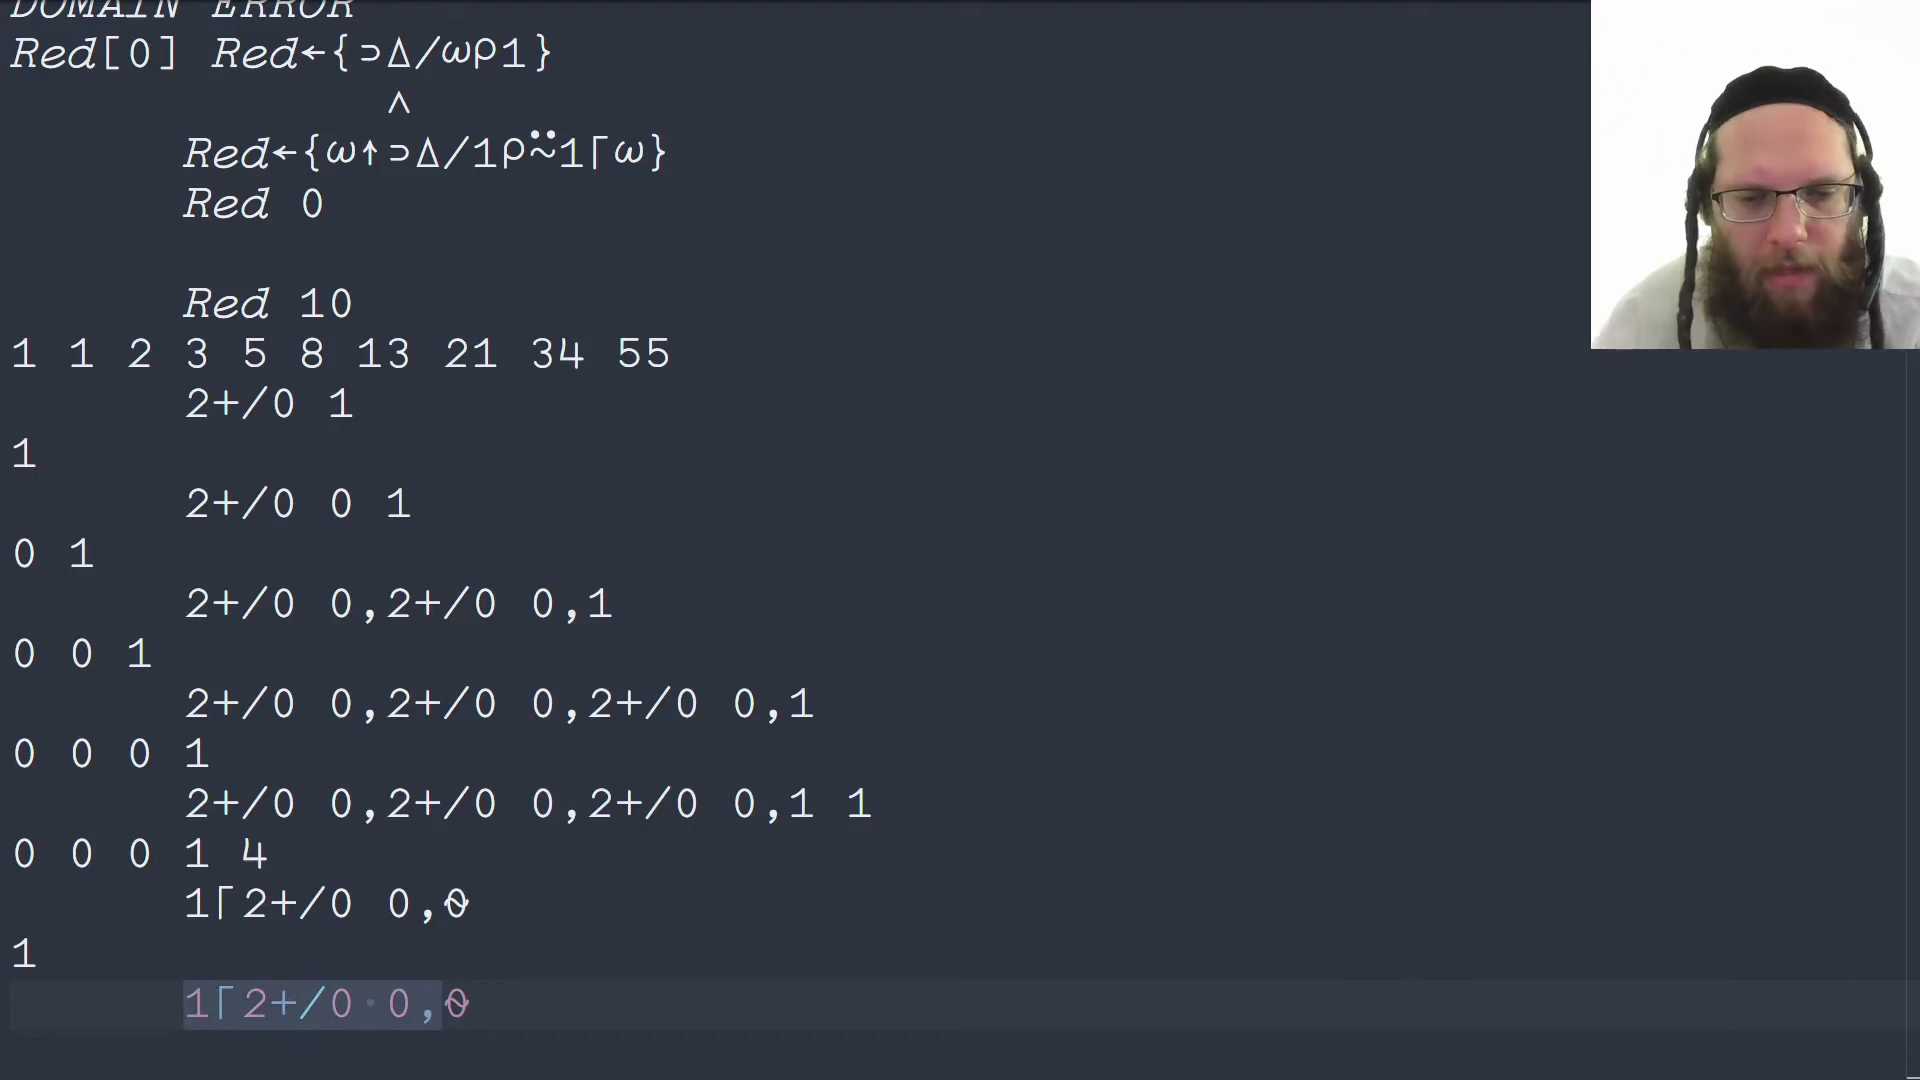 DOMAIN ERROR
Red[0] Red←{⊃∆/⍵⍴1}
∧
Red←{⍵↑⊃∆/1⍴⍨1⌈⍵}
Red 0
Red 10
1 1 2 3 5 8 13 21 34 55
2+/0 1
1
2+/0 0 1
0 1
2+/0 0,2+/0 0,1
0 0 1
2+/0 0,2+/0 0,2+/0 0,1
0 0 0 1
2+/0 0,2+/0 0,2+/0 0,1 1
0 0 0 1 4
1⌈2+/0 0,⍬
1
1⌈2+/0·0,⍬